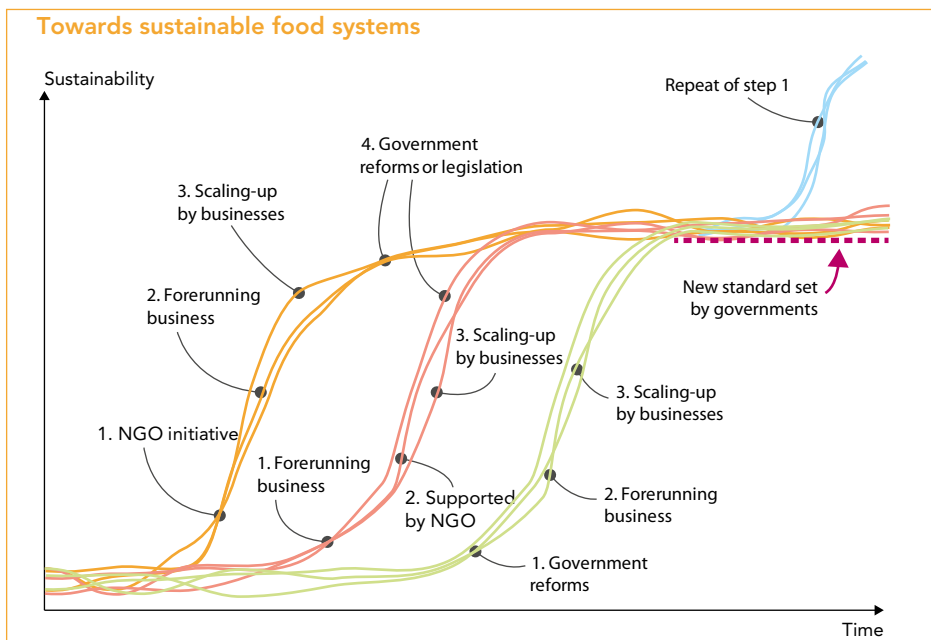 Towards sustainable food systems
Sustainability
Repeat of step 1
4. Government
reforms or legislation
3. Scaling-up
by businesses
2. Forerunning
business
New standard set
by governments
3. Scaling-up
by businesses
3. Scaling-up
by businesses
1. NGO initiative
1. Forerunning
business
2. Supported
by NGO
2. Forerunning
business
1. Government
reforms
Time